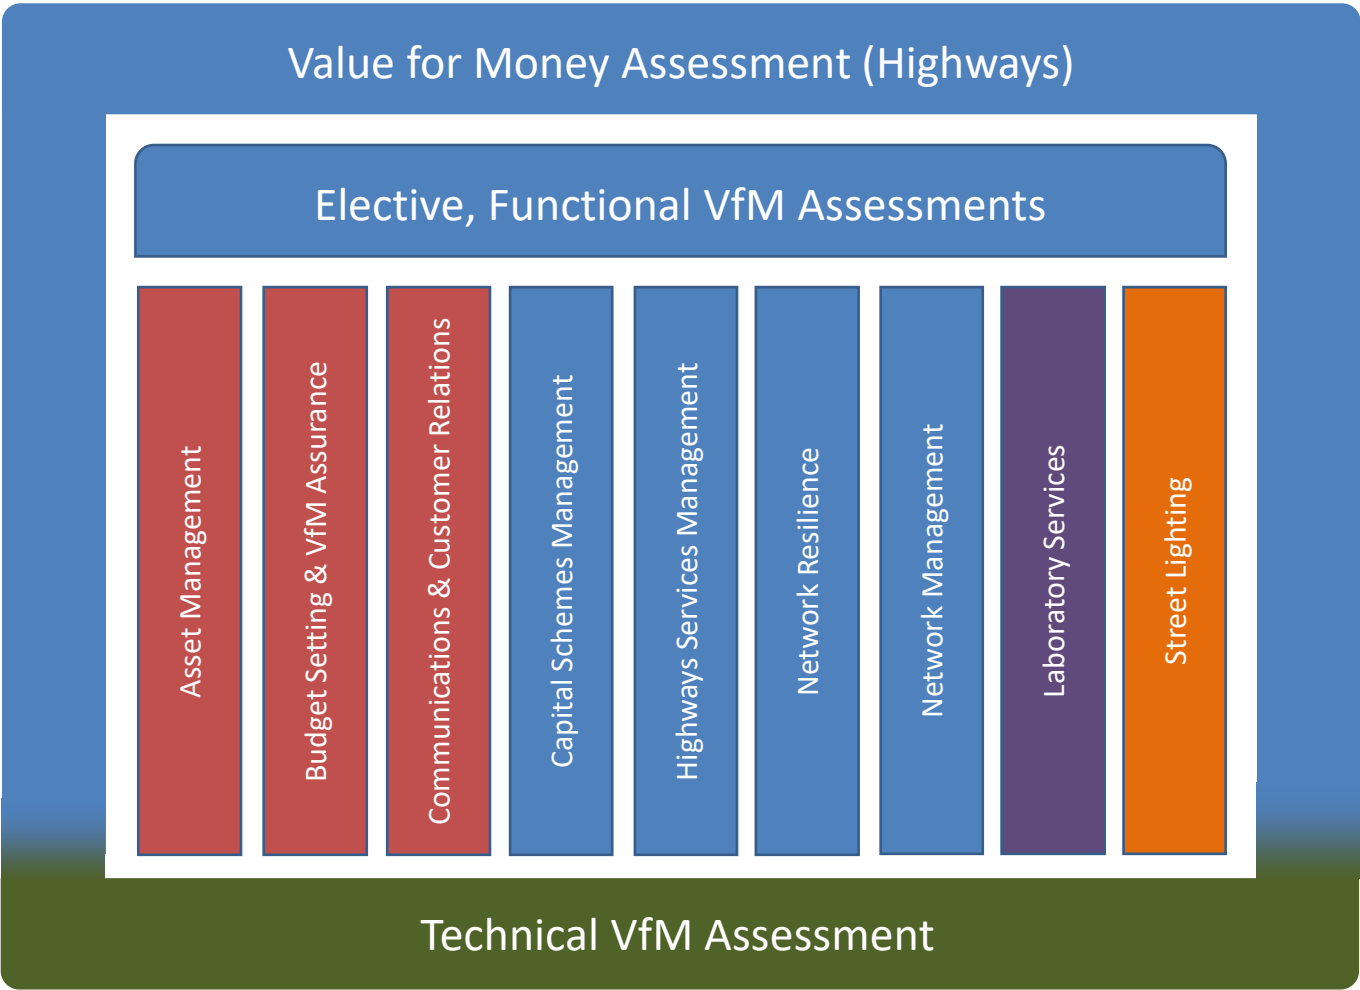 Value for Money Assessment (Highways)
Elective, Functional VfM Assessments
Asset Management
Budget Setting & VfM Assurance
Communications & Customer Relations
Capital Schemes Management
Highways Services Management
Network Resilience
Network Management
Laboratory Services
Street Lighting
Technical VfM Assessment